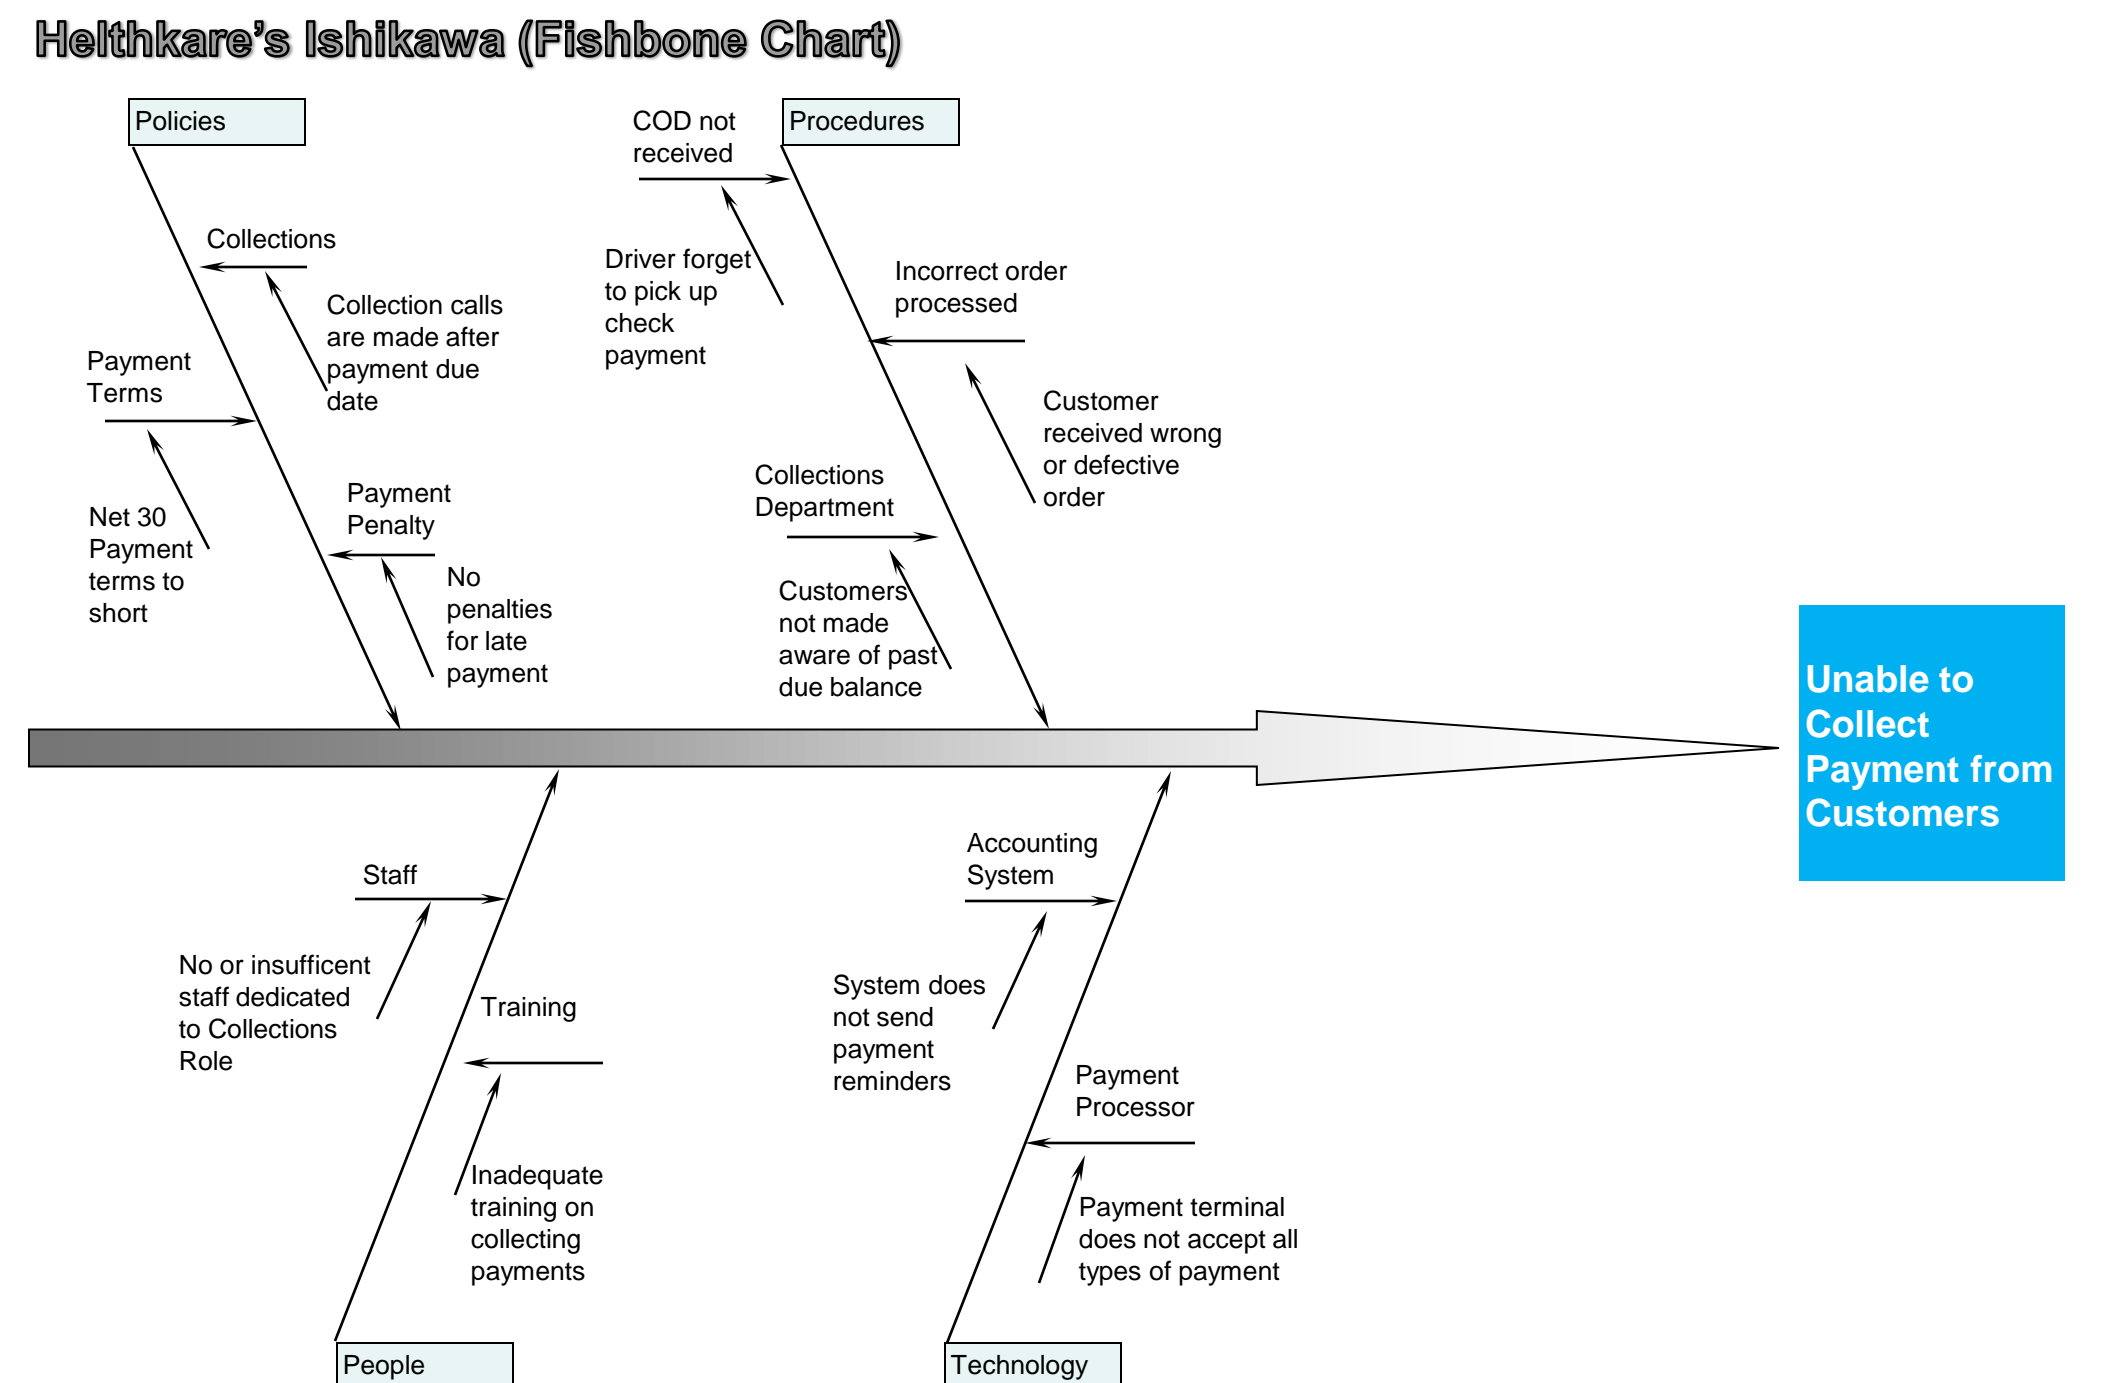 Helthkare’s Ishikawa (Fishbone Chart)
Policies
Collections
Collection calls
are made after
payment due
date
Payment
Terms
Net 30
Payment
terms to
short
Payment
Penalty
No
penalties
for late
payment
COD not
received
Procedures
Driver forget
to pick up
check
payment
Incorrect order
processed
Customer
received wrong
or defective
order
Collections
Department
Customers
not made
aware of past
due balance
Unable to
Collect
Payment from
Customers
Staff
No or insufficent
staff dedicated
to Collections
Role
Training
Inadequate
training on
collecting
payments
People
Accounting
System
System does
not send
payment
reminders
Payment
Processor
Payment terminal
does not accept all
types of payment
Technology